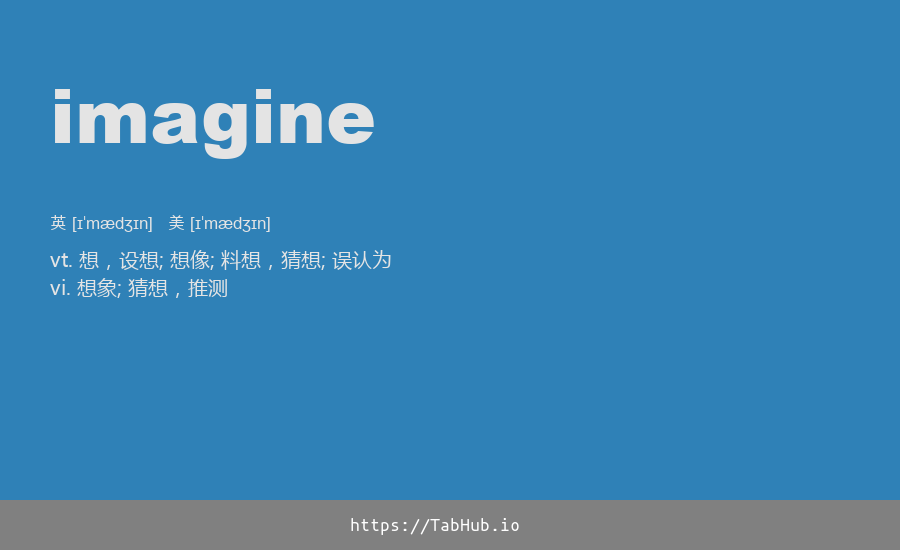 imagine
英 [ɪˈmædʒɪn] 美 [ɪˈmædʒɪn]
vt. 想，设想; 想像; 料想，猜想; 误认为
vi. 想象; 猜想，推测
https://TabHub.io